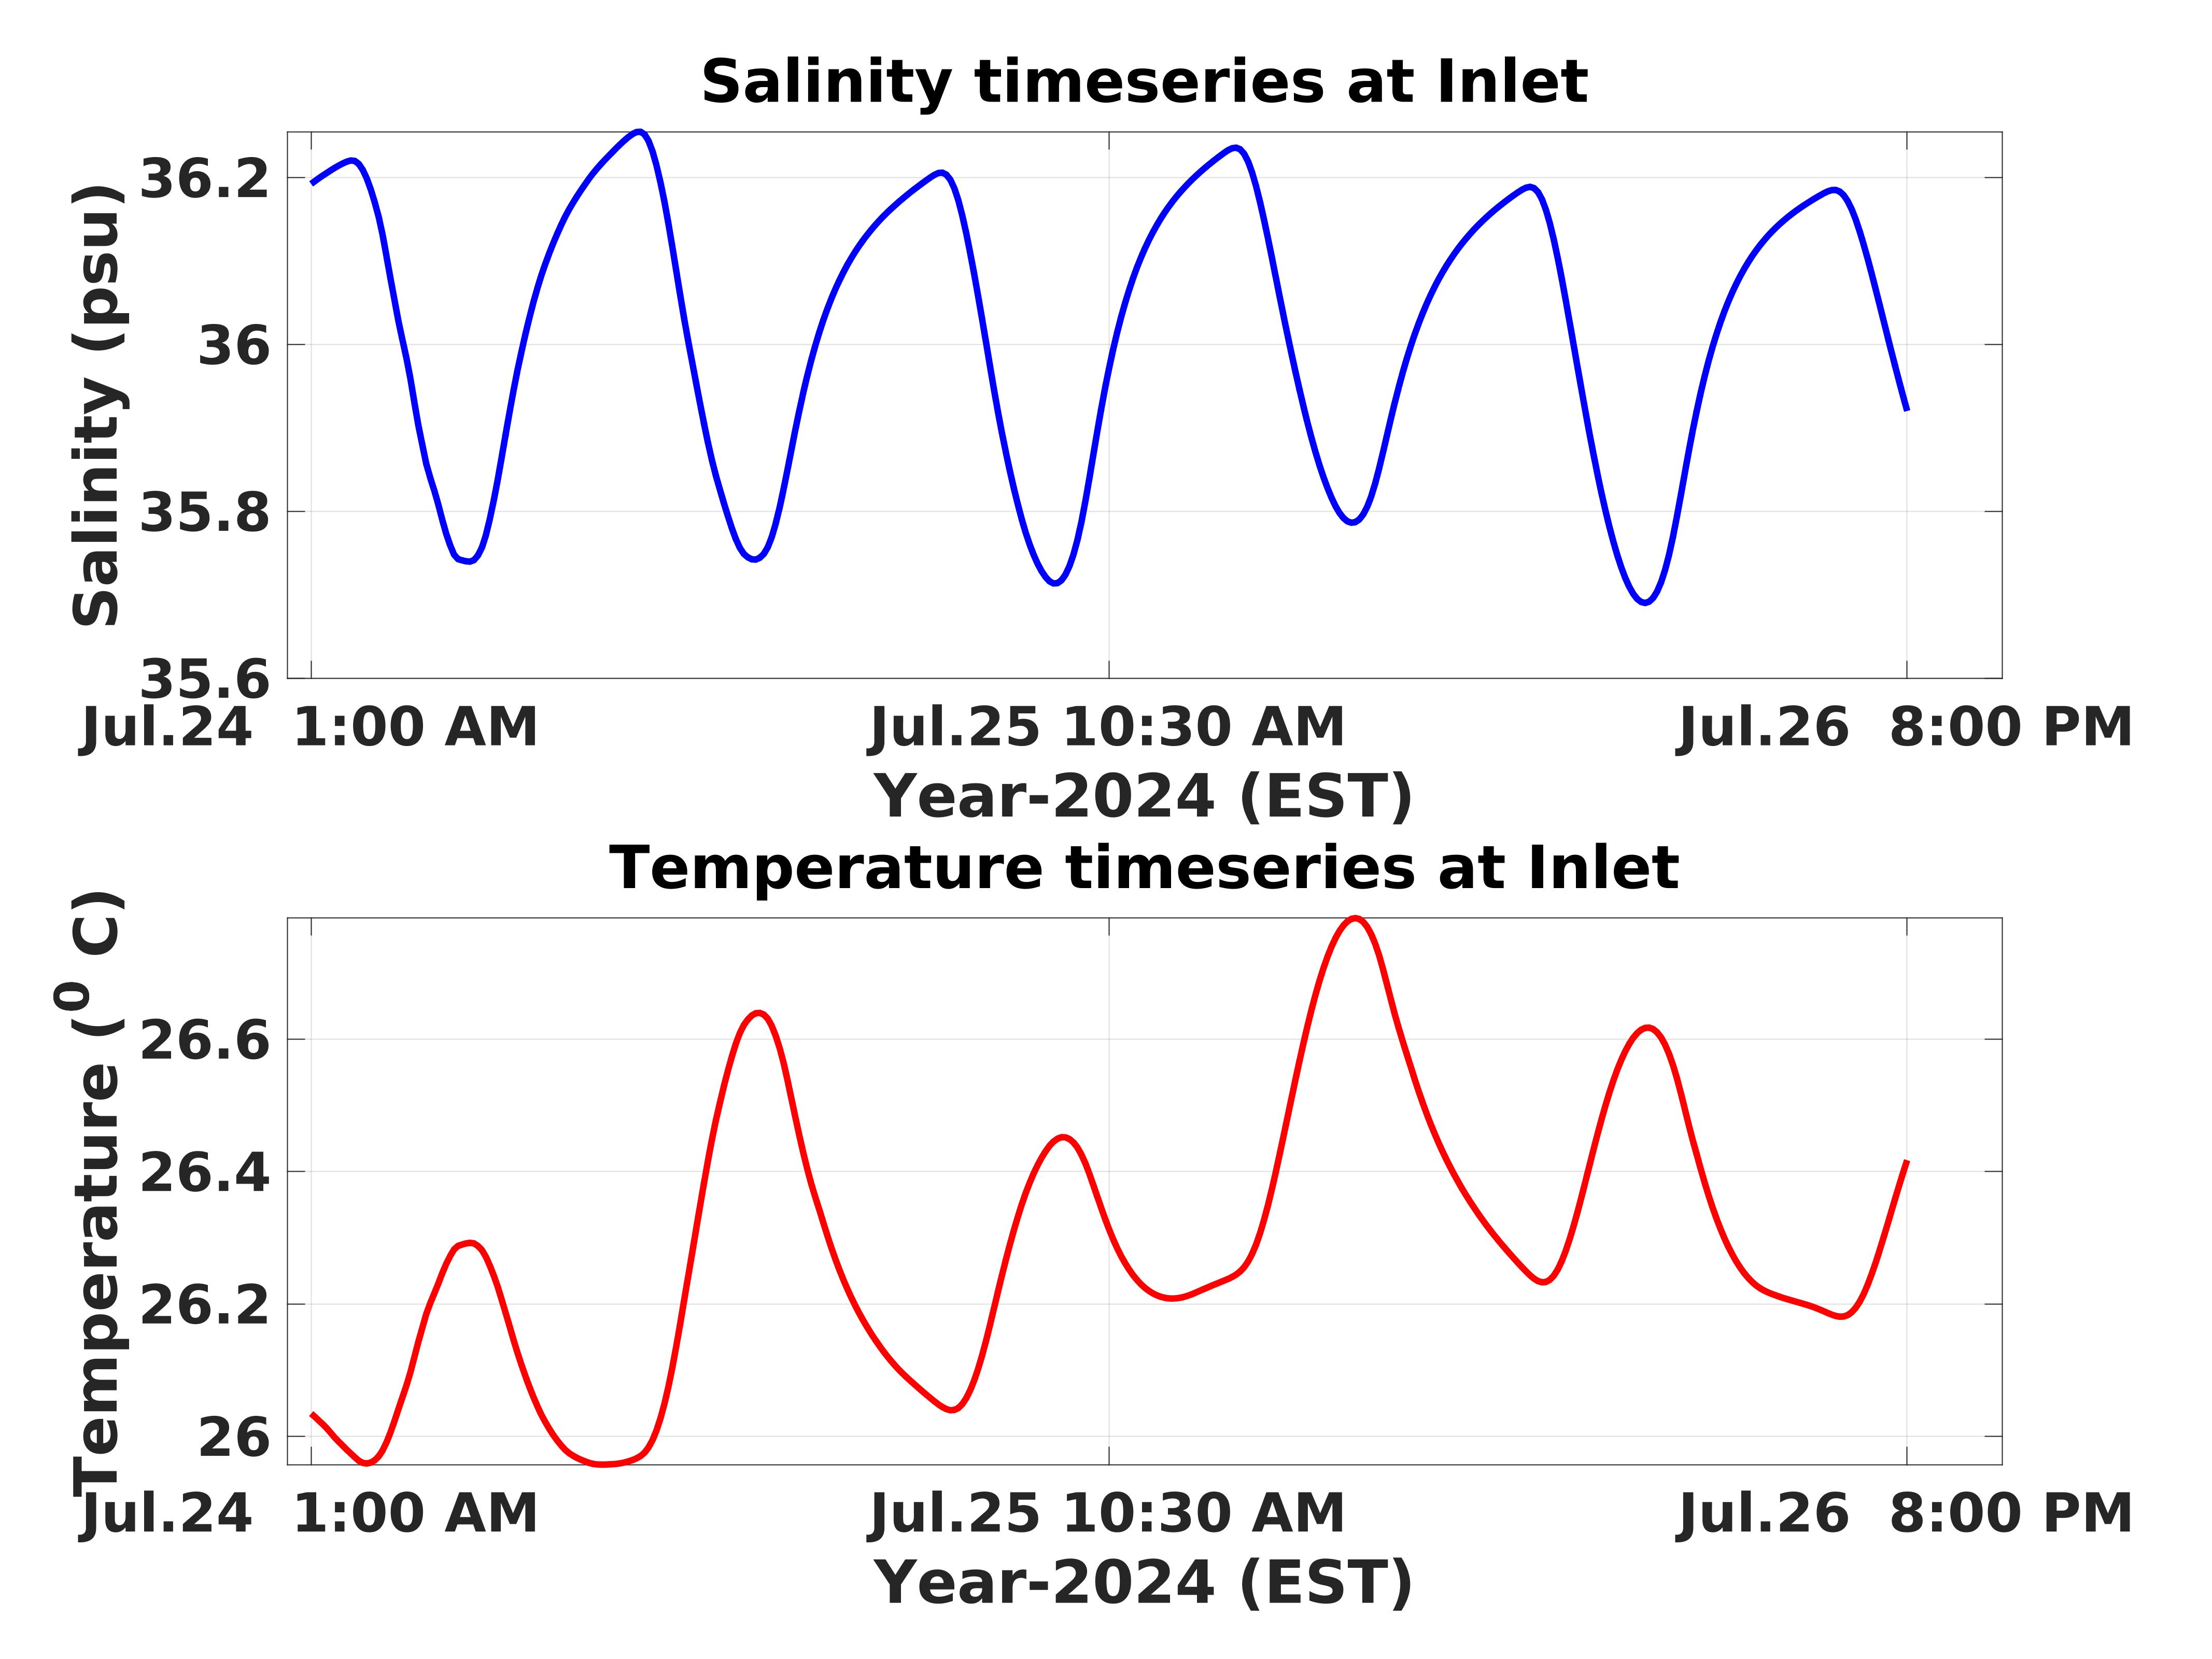 Salinity timeseries at Inlet
Salinity (psu)
36.2
36
35.8
35.6
Jul.24  1:00 AM
Jul.25 10:30 AM
Jul.26  8:00 PM
Year-2024 (EST)
Temperature timeseries at Inlet
Temperature (⁰ C)
26.6
26.4
26.2
26
Jul.24  1:00 AM
Jul.25 10:30 AM
Jul.26  8:00 PM
Year-2024 (EST)